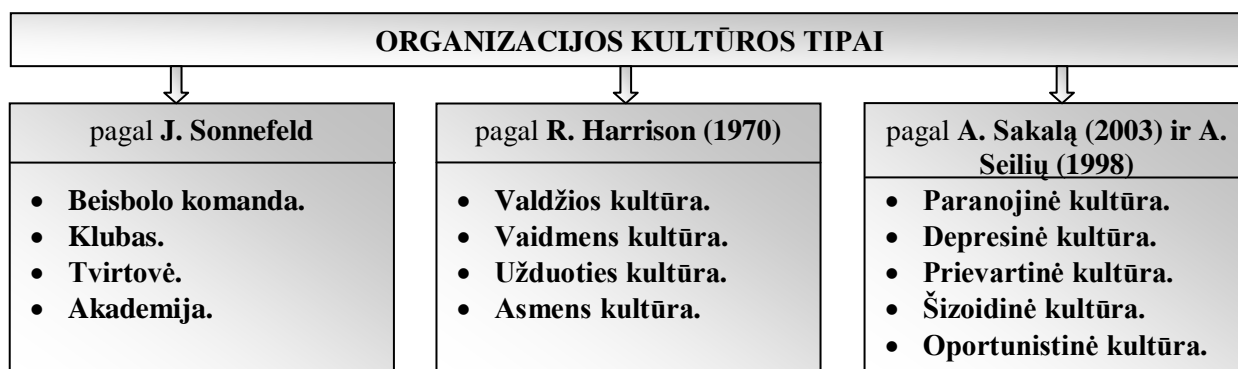 ORGANIZACIJOS KULTŪROS TIPAI
pagal J. Sonnefeld
• Beisbolo komanda.
• Klubas.
• Tvirtovė.
• Akademija.
pagal R. Harrison (1970)
• Valdžios kultūra.
• Vaidmens kultūra.
• Užduoties kultūra.
• Asmens kultūra.
pagal A. Sakalą (2003) ir A.
Seilių (1998)
• Paranojinė kultūra.
• Depresinė kultūra.
• Prievartinė kultūra.
• Šizoidinė kultūra.
• Oportunistinė kultūra.